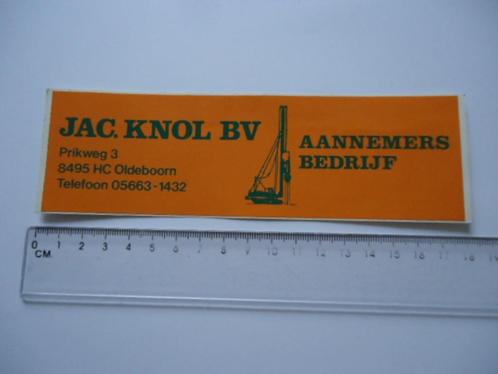 JAC. KNOL BV
Prikweg 3
8495 HC Oldeboorn
Telefoon 05663-1432
AANNEMERS
BEDRIJF
0 1 2 3 4 5 6 7 8 9 10 11 12 13 14 15 16 17 18 19
CM.